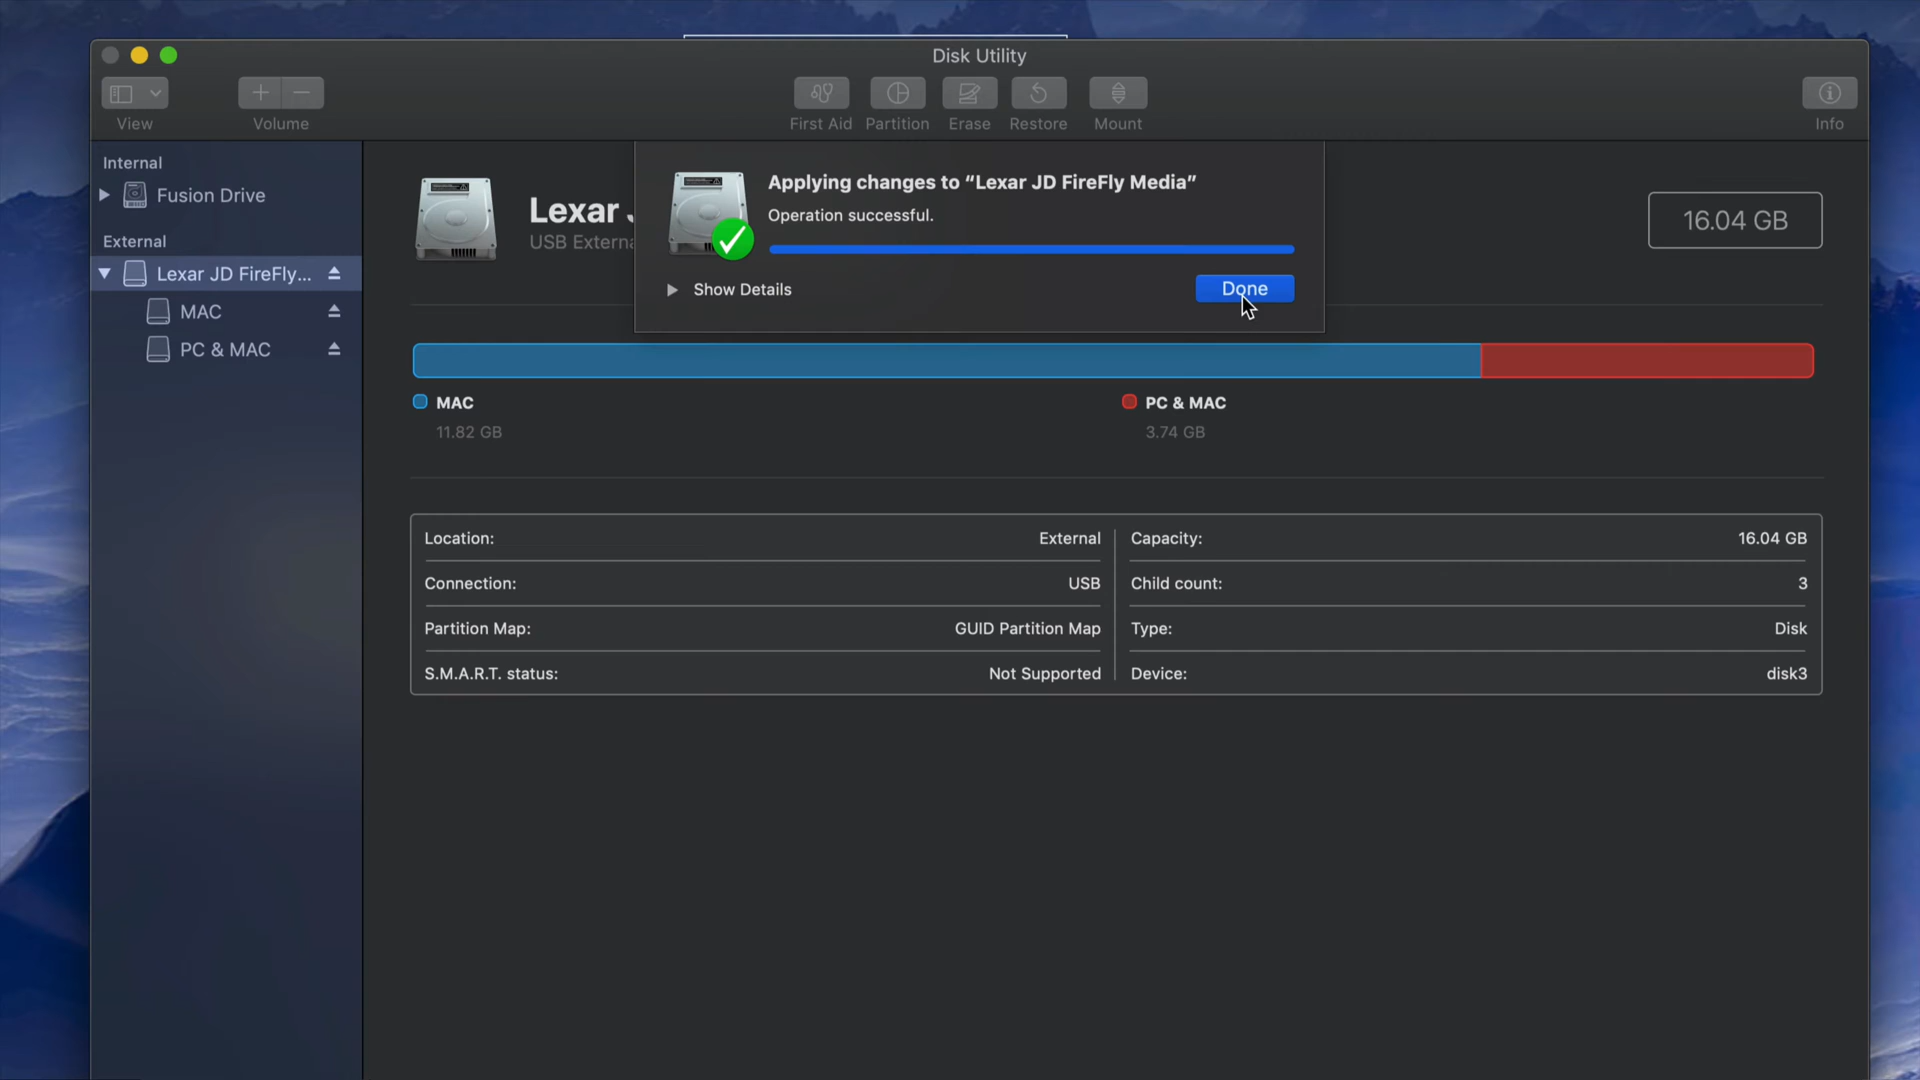 Disk Utility
View
Volume
First Aid
Partition
Erase
Restore
Mount
Info
Internal
Fusion Drive
External
Lexar JD FireFly...
MAC
PC & MAC
Lexar
USB Externa
Applying changes to “Lexar JD FireFly Media”
Operation successful.
Show Details
Done
16.04 GB
MAC
11.82 GB
PC & MAC
3.74 GB
Location: External
Connection: USB
Partition Map: GUID Partition Map
S.M.A.R.T. status: Not Supported
Capacity: 16.04 GB
Child count: 3
Type: Disk
Device: disk3